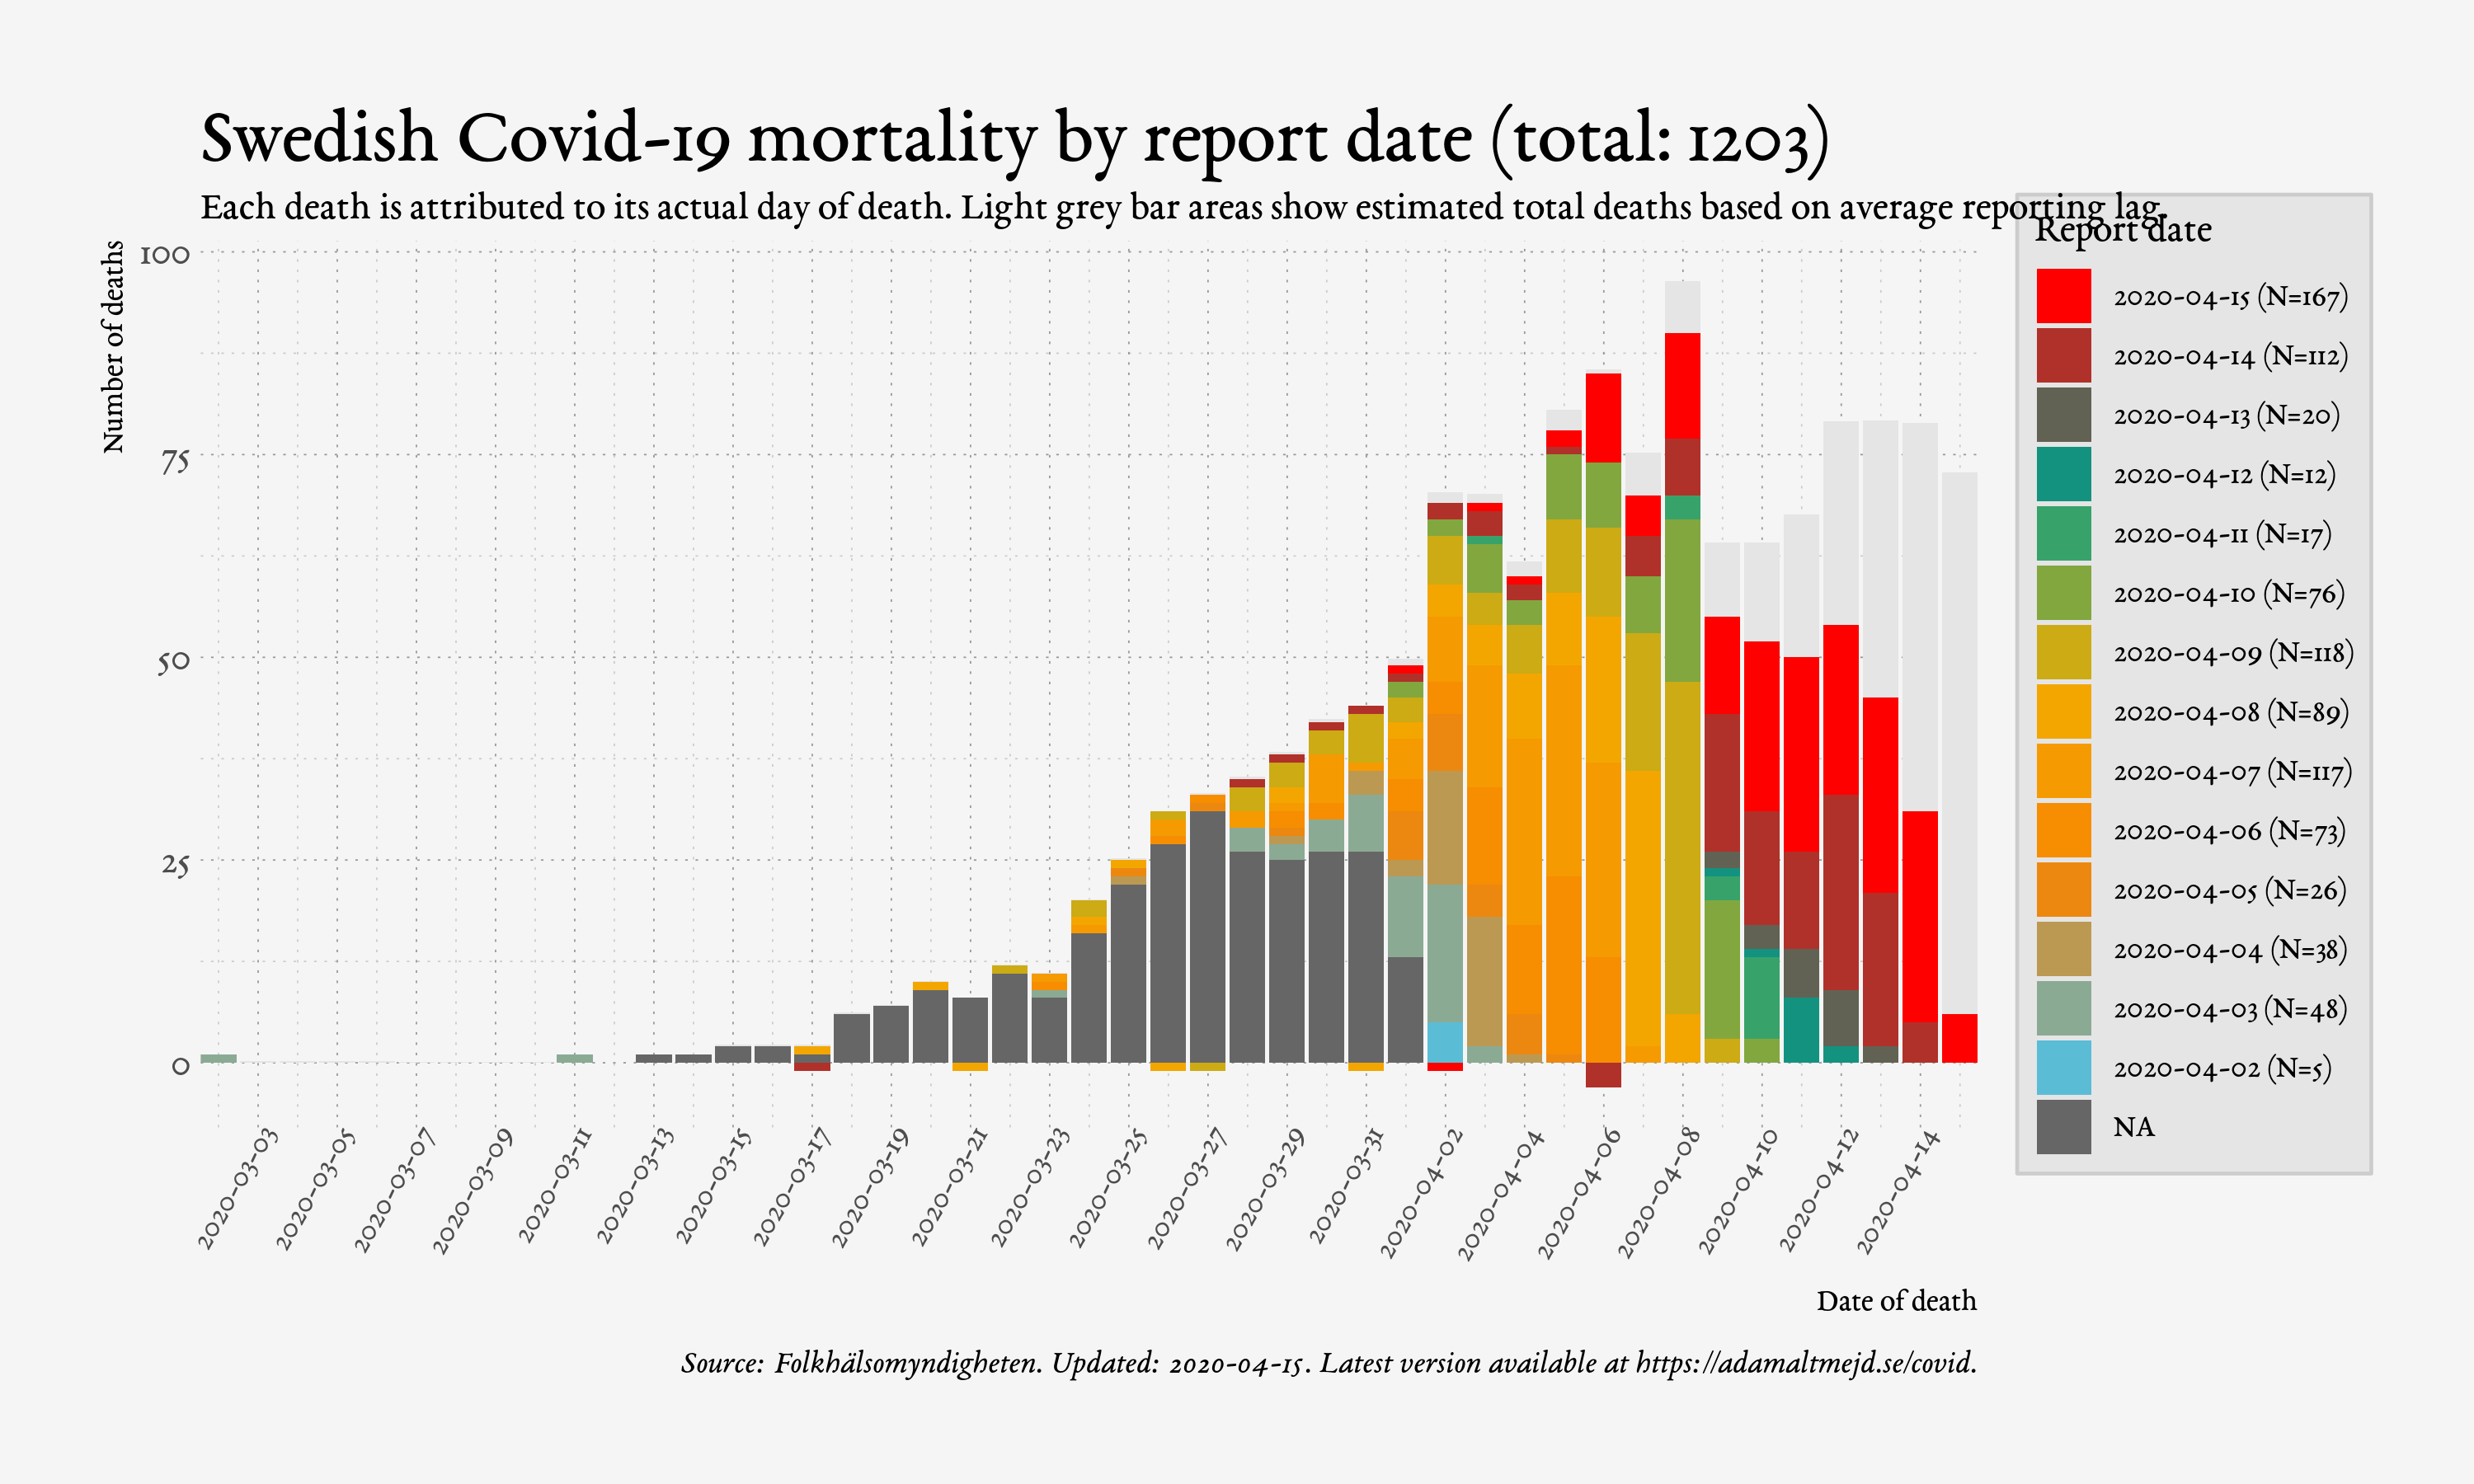 Swedish Covid-19 mortality by report date (total: 1203)
Each death is attributed to its actual day of death. Light grey bar areas show estimated total deaths based on average reporting lag.
Number of deaths
100
75
50
25
0
2020-03-03
2020-03-05
2020-03-07
2020-03-09
2020-03-11
2020-03-13
2020-03-15
2020-03-17
2020-03-19
2020-03-21
2020-03-23
2020-03-25
2020-03-27
2020-03-29
2020-03-31
2020-04-02
2020-04-04
2020-04-06
2020-04-08
2020-04-10
2020-04-12
2020-04-14
Date of death
Report date
2020-04-15 (N=167)
2020-04-14 (N=112)
2020-04-13 (N=20)
2020-04-12 (N=12)
2020-04-11 (N=17)
2020-04-10 (N=76)
2020-04-09 (N=118)
2020-04-08 (N=89)
2020-04-07 (N=117)
2020-04-06 (N=73)
2020-04-05 (N=26)
2020-04-04 (N=38)
2020-04-03 (N=48)
2020-04-02 (N=5)
NA
Source: Folkhälsomyndigheten. Updated: 2020-04-15. Latest version available at https://adamaltmejd.se/covid.